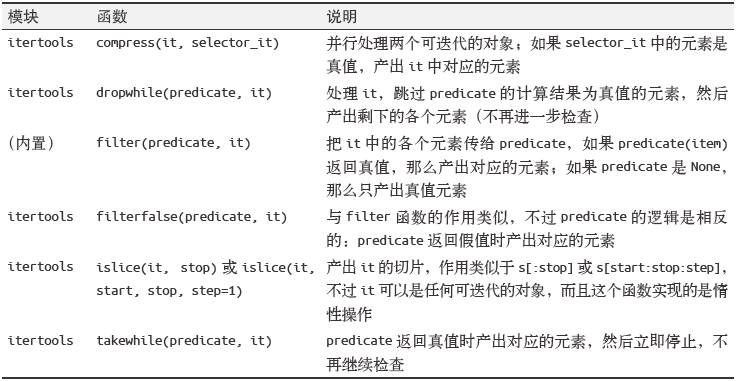 模块 函数 说明
itertools compress(it, selector_it) 并行处理两个可迭代的对象；如果 selector_it 中的元素是
真值，产出 it 中对应的元素
itertools dropwhile(predicate, it) 处理 it，跳过 predicate 的计算结果为真值的元素，然后
产出剩下的各个元素（不再进一步检查）
（内置） filter(predicate, it) 把 it 中的各个元素传给 predicate，如果 predicate(item)
返回真值，那么产出对应的元素；如果 predicate 是 None，
那么只产出真值元素
itertools filterfalse(predicate, it) 与 filter 函数的作用类似，不过 predicate 的逻辑是相反
的：predicate 返回假值时产出对应的元素
itertools islice(it, stop) 或 islice(it, 产出 it 的切片，作用类似于 s[:stop] 或 s[start:stop:step]，
start, stop, step=1) 不过 it 可以是任何可迭代的对象，而且这个函数实现的是惰
性操作
itertools takewhile(predicate, it) predicate 返回真值时产出对应的元素，然后立即停止，不
再继续检查